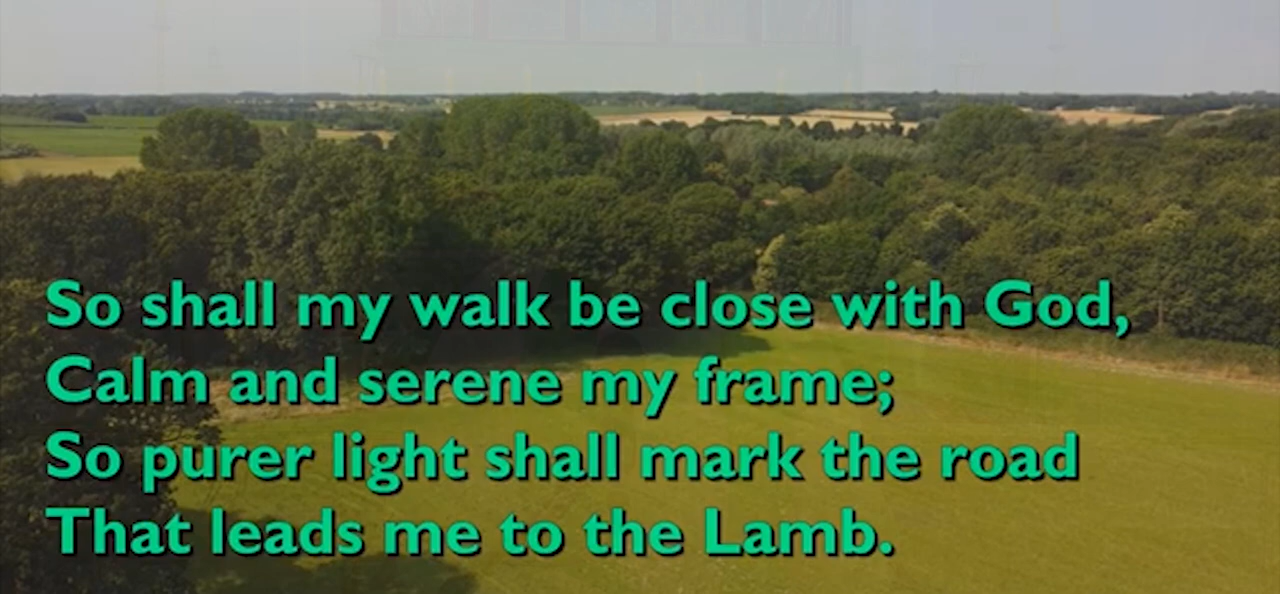 So shall my walk be close with God,
Calm and serene my frame;
So purer light shall mark the road
That leads me to the Lamb.